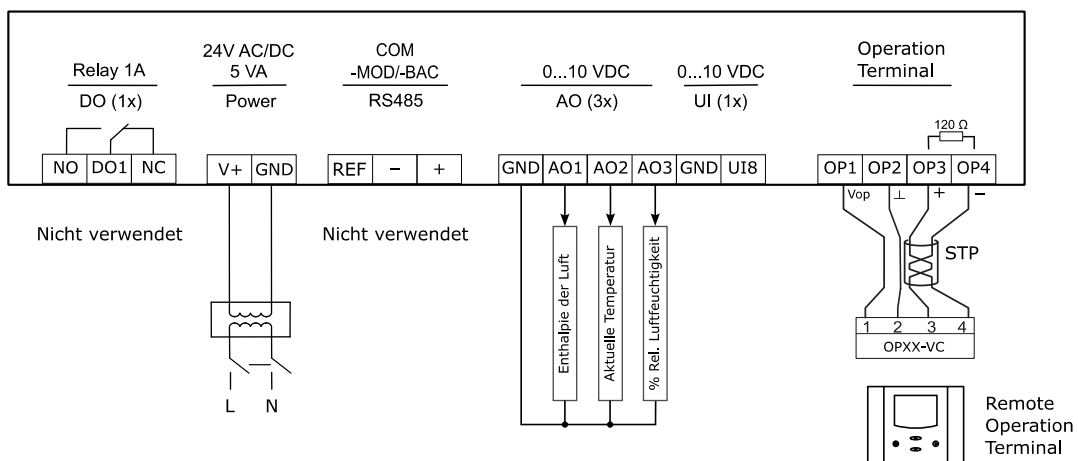 Relay 1A
DO (1x)
24V AC/DC
5 VA
Power
COM
-MOD/-BAC
RS485
0...10 VDC
AO (3x)
0...10 VDC
UI (1x)
Operation
Terminal
120 Ω
NO DO1 NC
V+ GND
REF − +
GND AO1 AO2 AO3 GND UI8
OP1 OP2 OP3 OP4
Vop ⊥ + −
Nicht verwendet
Nicht verwendet
Enthalpie der Luft
Aktuelle Temperatur
% Rel. Luftfeuchtigkeit
STP
1 2 3 4
OPXX-VC
L N
Remote
Operation
Terminal